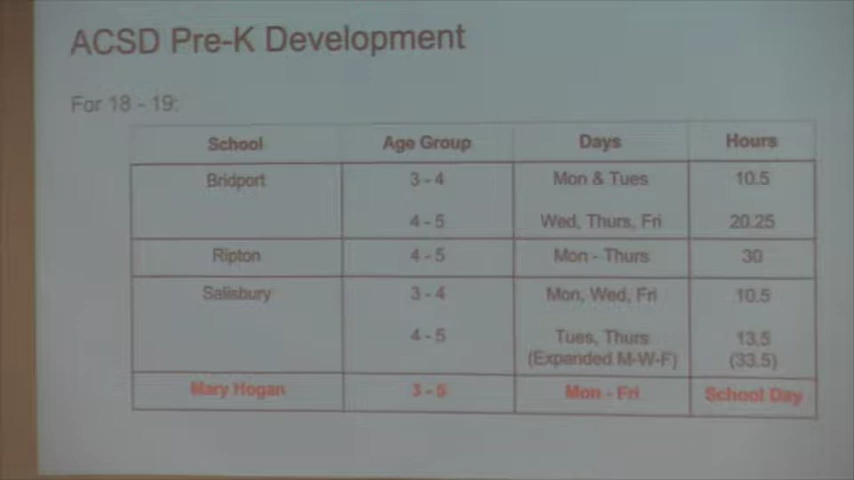 ACSD Pre-K Development
For 18 - 19:
School Age Group Days Hours
Bridport 3 - 4 Mon & Tues 10.5
4 - 5 Wed, Thurs, Fri 20.25
Ripton 4 - 5 Mon - Thurs 30
Salisbury 3 - 4 Mon, Wed, Fri 10.5
4 - 5 Tues, Thurs 13.5
(Expanded M-W-F) (33.5)
Mary Hogan 3 - 5 Mon - Fri School Day